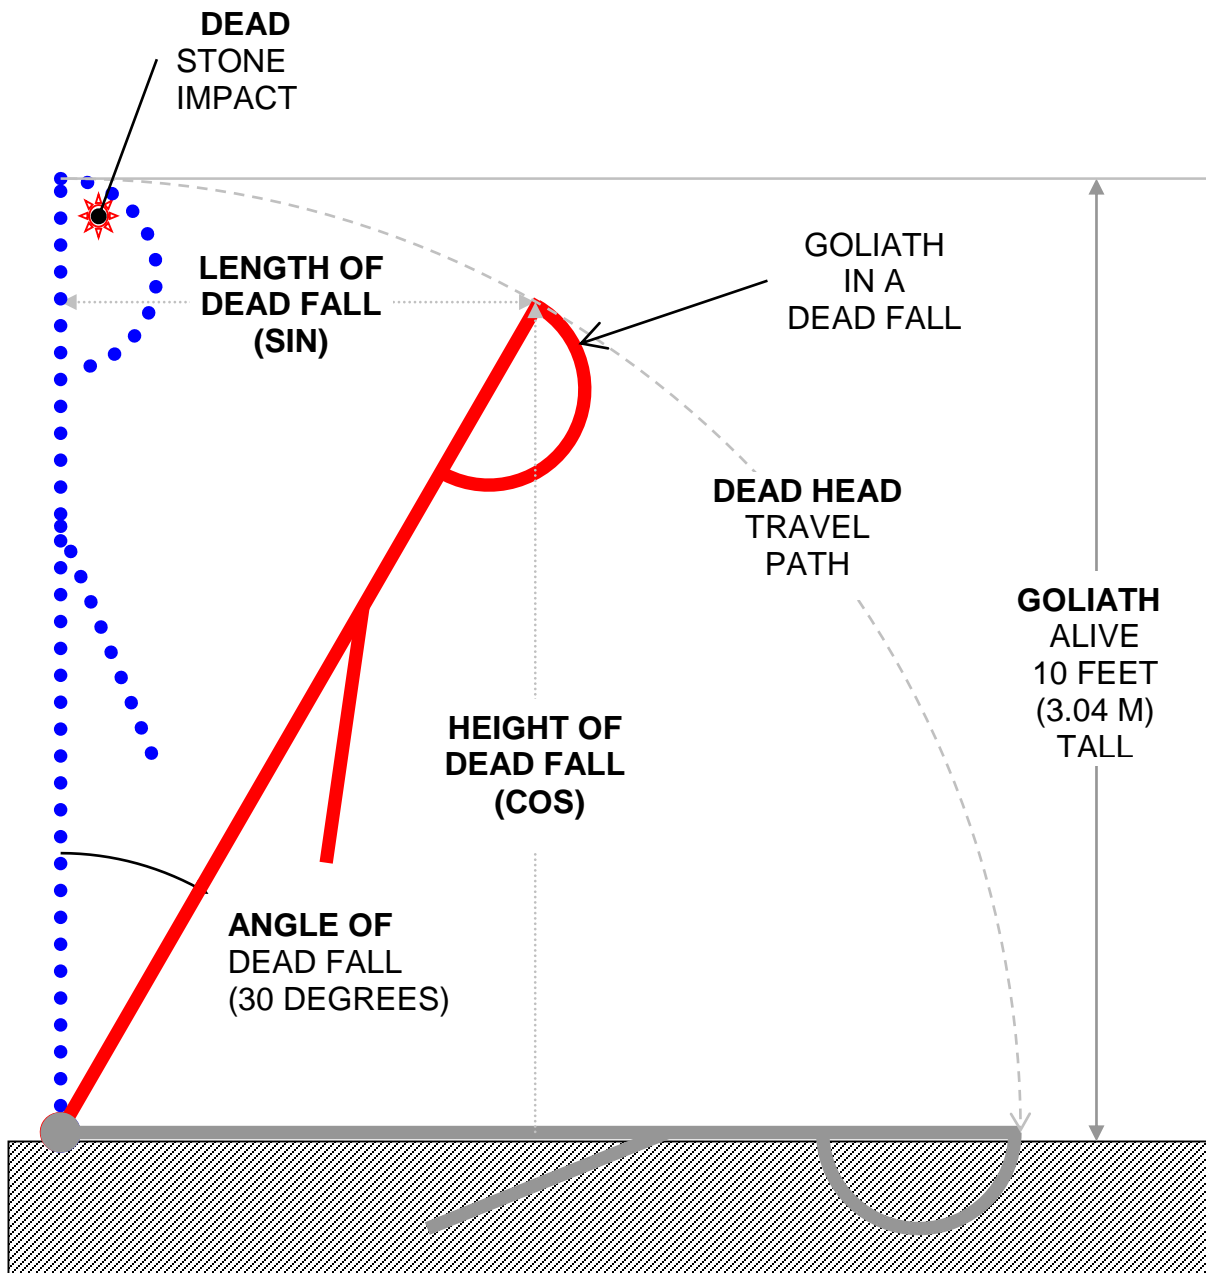 DEAD
STONE
IMPACT
GOLIATH
IN A
DEAD FALL
LENGTH OF
DEAD FALL
(SIN)
DEAD HEAD
TRAVEL
PATH
GOLIATH
ALIVE
10 FEET
(3.04 M)
TALL
HEIGHT OF
DEAD FALL
(COS)
ANGLE OF
DEAD FALL
(30 DEGREES)